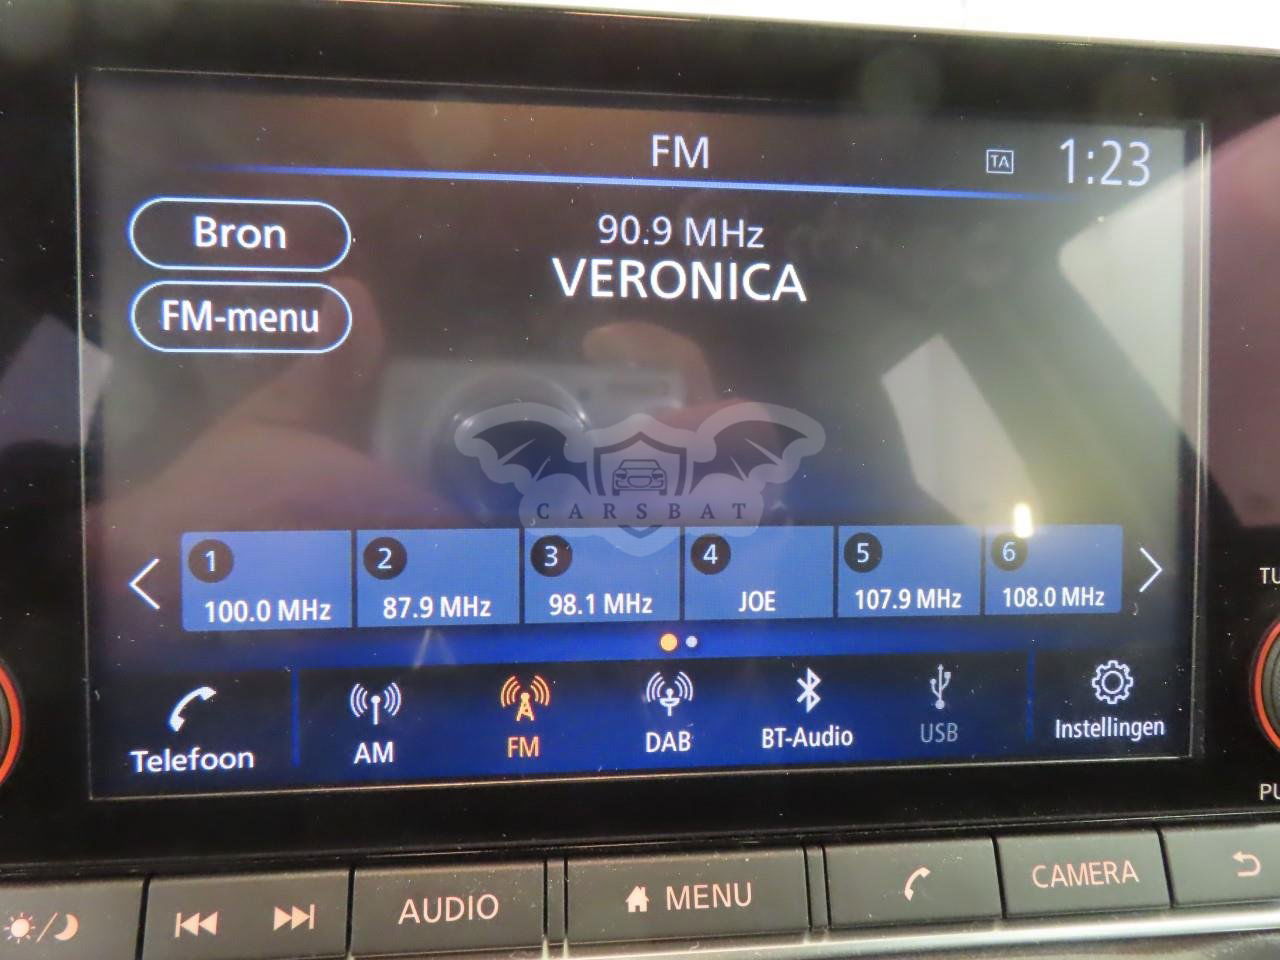 FM
TA
1:23
Bron
90.9 MHz
VERONICA
FM-menu
CARSBAT
1
2
3
4
5
6
100.0 MHz
87.9 MHz
98.1 MHz
JOE
107.9 MHz
108.0 MHz
Telefoon
AM
FM
DAB
BT-Audio
USB
Instellingen
TU
PU
AUDIO
MENU
CAMERA